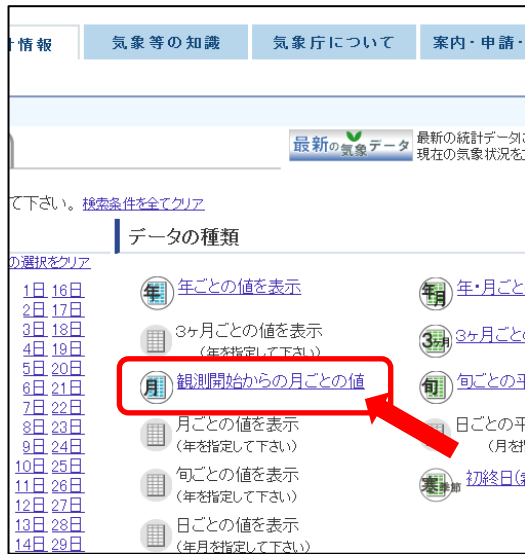 計情報 気象等の知識 気象庁について 案内・申請・
最新の気象データ 最新の統計データ
現在の気象状況を
て下さい。 検索条件を全てクリア
データの種類
の選択をクリア
1日 16日
2日 17日
3日 18日
4日 19日
5日 20日
6日 21日
7日 22日
8日 23日
9日 24日
10日 25日
11日 26日
12日 27日
13日 28日
14日 29日
年 年ごとの値を表示
3ヶ月ごとの値を表示
(年を指定して下さい)
月 観測開始からの月ごとの値
月ごとの値を表示
(年を指定して下さい)
旬ごとの値を表示
(年を指定して下さい)
日ごとの値を表示
(年月を指定して下さい)
年月 年・月ごと
3ヶ月 3ヶ月ごと
旬 旬ごとの平
日ごとの平
(月を指
寒季節 初終日(